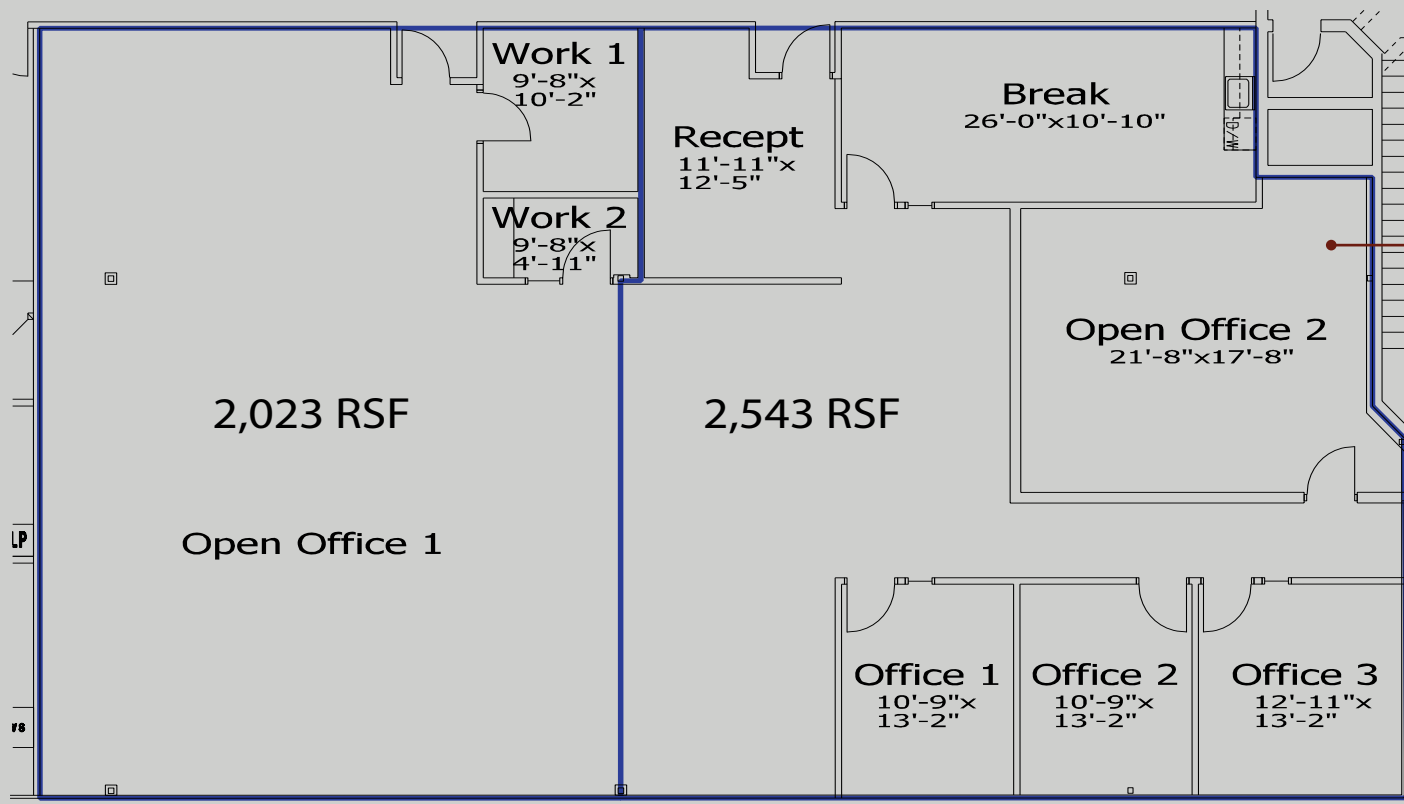 Work 1
9'-8"x
10'-2"
Break
26'-0"x10'-10"
D/W
Recept
11'-11"x
12'-5"
Work 2
9'-8"x
4'-11"
Open Office 2
21'-8"x17'-8"
2,023 RSF
2,543 RSF
Open Office 1
LP
Office 1
10'-9"x
13'-2"
Office 2
10'-9"x
13'-2"
Office 3
12'-11"x
13'-2"
rs